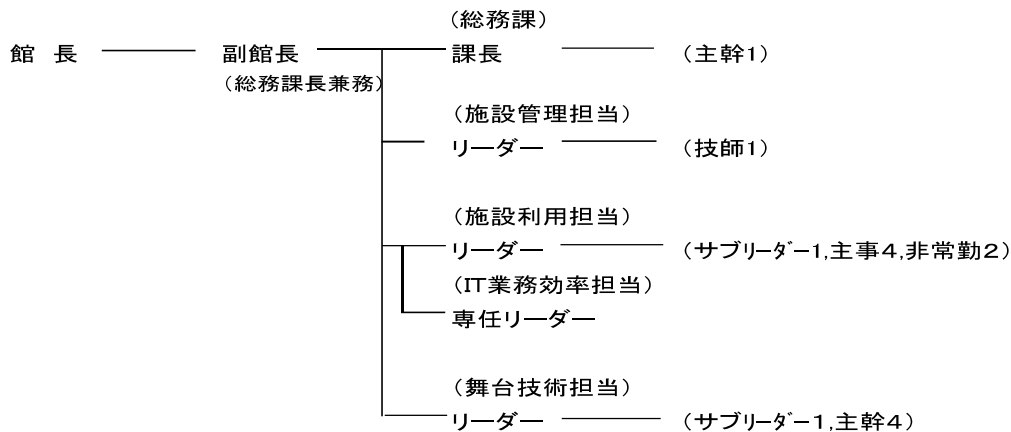 (総務課)
館 長 副館長 課長 (主幹1)
(総務課長兼務)
(施設管理担当)
リーダー (技師1)
(施設利用担当)
リーダー (サブリーダー1,主事4,非常勤2)
(IT業務効率担当)
専任リーダー
(舞台技術担当)
リーダー (サブリーダー1,主幹4)